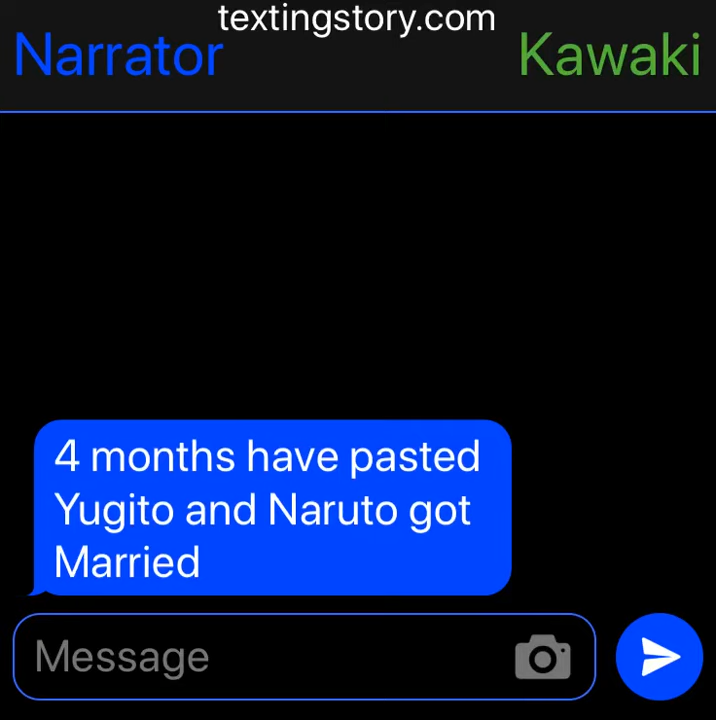 textingstory.com
Narrator
Kawaki
4 months have pasted
Yugito and Naruto got
Married
Message